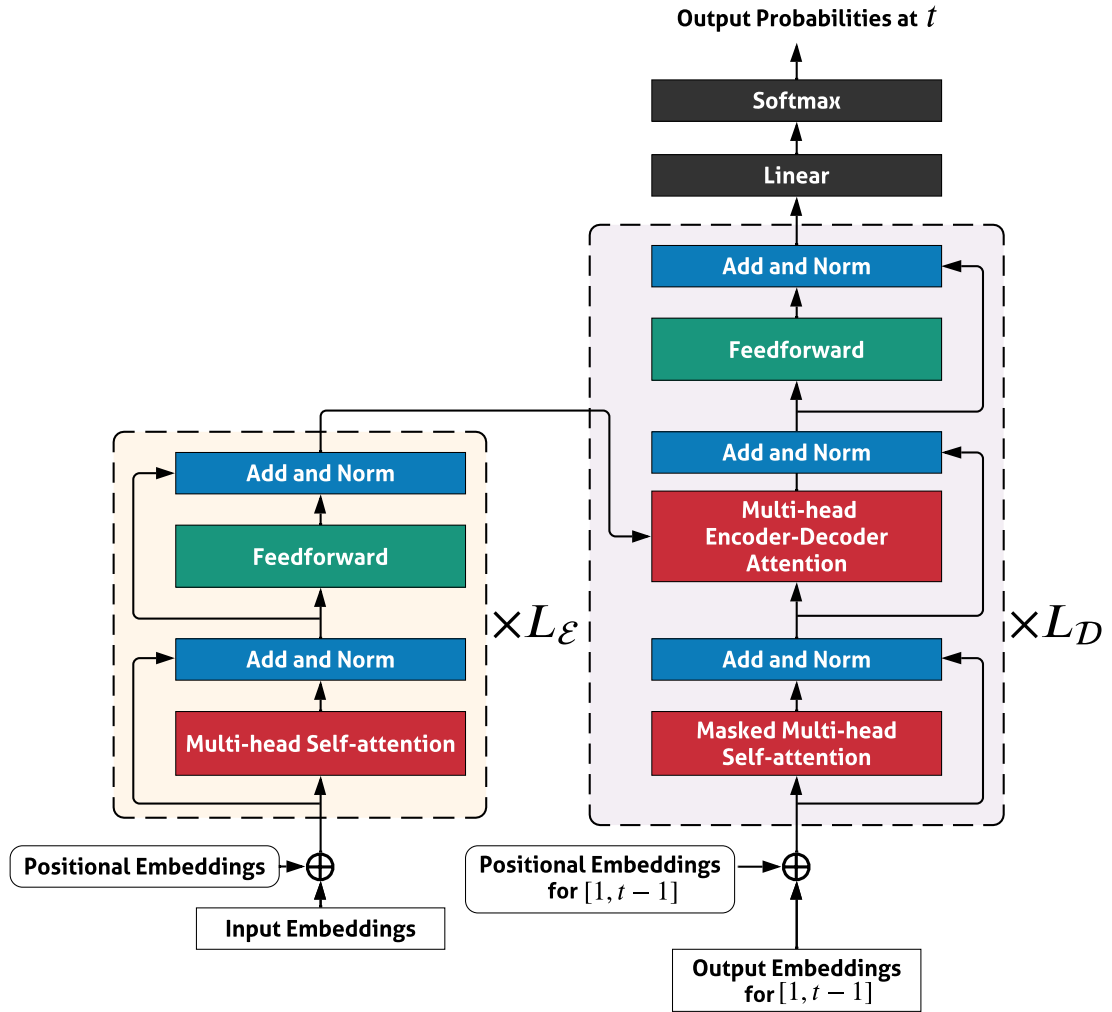 Output Probabilities at t
Softmax
Linear
Add and Norm
Feedforward
Add and Norm
Multi-head
Encoder-Decoder
Attention
Add and Norm
Masked Multi-head
Self-attention
×L_𝒟
Positional Embeddings
for [1, t − 1]
Output Embeddings
for [1, t − 1]
Add and Norm
Feedforward
Add and Norm
Multi-head Self-attention
×L_ℰ
Positional Embeddings
Input Embeddings